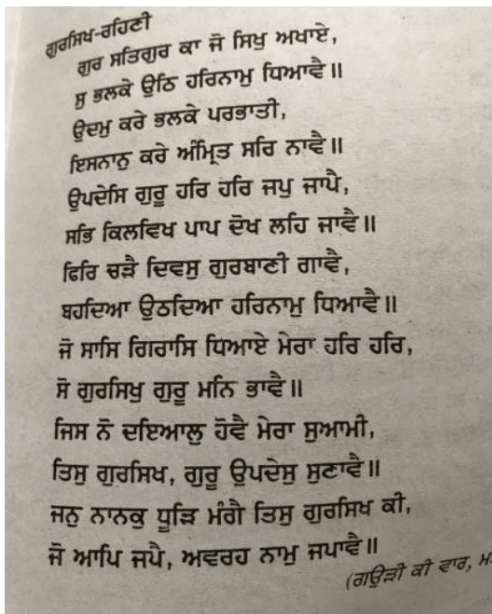 ਗੁਰਸਿਖ-ਰਹਿਣੀ
ਗੁਰ ਸਤਿਗੁਰ ਕਾ ਜੋ ਸਿਖੁ ਅਖਾਏ,
ਸੁ ਭਲਕੇ ਉਠਿ ਹਰਿਨਾਮੁ ਧਿਆਵੈ॥
ਉਦਮੁ ਕਰੇ ਭਲਕੇ ਪਰਭਾਤੀ,
ਇਸਨਾਨੁ ਕਰੇ ਅੰਮ੍ਰਿਤ ਸਰਿ ਨਾਵੈ॥
ਉਪਦੇਸਿ ਗੁਰੂ ਹਰਿ ਹਰਿ ਜਪੁ ਜਾਪੈ,
ਸਭਿ ਕਿਲਵਿਖ ਪਾਪ ਦੋਖ ਲਹਿ ਜਾਵੈ॥
ਫਿਰਿ ਚੜੈ ਦਿਵਸੁ ਗੁਰਬਾਣੀ ਗਾਵੈ,
ਬਹਦਿਆ ਉਠਦਿਆ ਹਰਿਨਾਮੁ ਧਿਆਵੈ॥
ਜੋ ਸਾਸਿ ਗਿਰਾਸਿ ਧਿਆਏ ਮੇਰਾ ਹਰਿ ਹਰਿ,
ਸੋ ਗੁਰਸਿਖੁ ਗੁਰੂ ਮਨਿ ਭਾਵੈ॥
ਜਿਸ ਨੋ ਦਇਆਲੁ ਹੋਵੈ ਮੇਰਾ ਸੁਆਮੀ,
ਤਿਸੁ ਗੁਰਸਿਖ, ਗੁਰੂ ਉਪਦੇਸੁ ਸੁਣਾਵੈ॥
ਜਨੁ ਨਾਨਕੁ ਧੂੜਿ ਮੰਗੈ ਤਿਸੁ ਗੁਰਸਿਖ ਕੀ,
ਜੋ ਆਪਿ ਜਪੈ, ਅਵਰਹ ਨਾਮੁ ਜਪਾਵੈ॥
(ਗਉੜੀ ਕੀ ਵਾਰ,